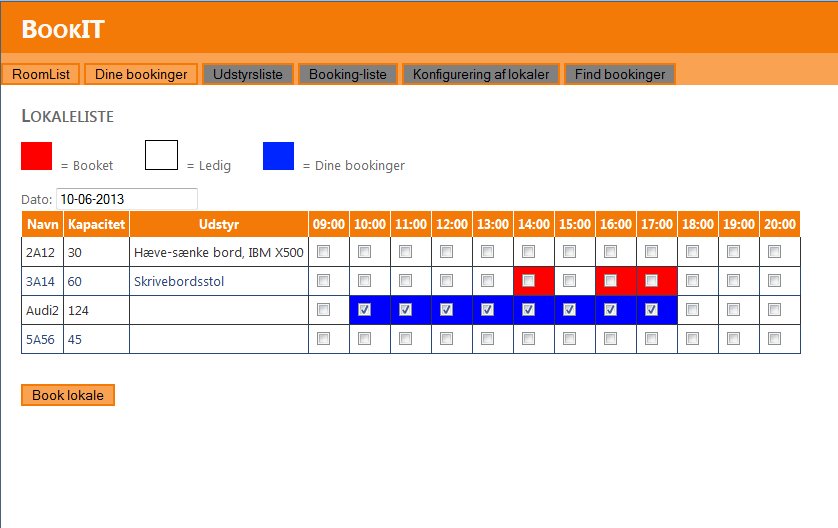 BookIT
RoomList Dine bookinger Udstyrsliste Booking-liste Konfigurering af lokaler Find bookinger
Lokaleliste
= Booket = Ledig = Dine bookinger
Dato: 10-06-2013
Navn Kapacitet Udstyr 09:00 10:00 11:00 12:00 13:00 14:00 15:00 16:00 17:00 18:00 19:00 20:00
2A12 30 Hæve-sænke bord, IBM X500
3A14 60 Skrivebordsstol
Audi2 124
5A56 45
Book lokale